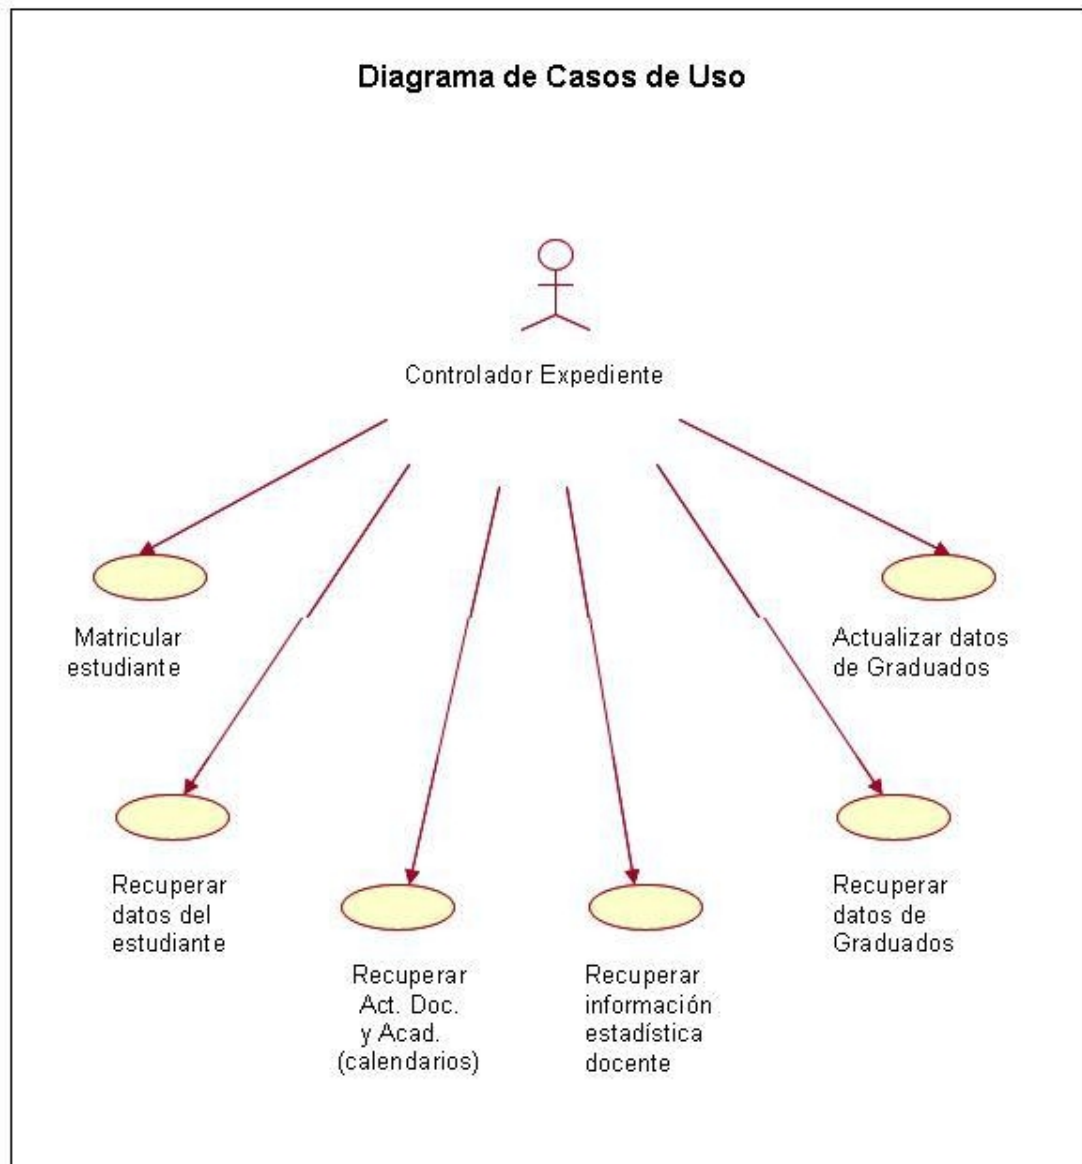 Diagrama de Casos de Uso
Controlador Expediente
Matricular
estudiante
Actualizar datos
de Graduados
Recuperar
datos del
estudiante
Recuperar
Act. Doc.
y Acad.
(calendarios)
Recuperar
información
estadística
docente
Recuperar
datos de
Graduados